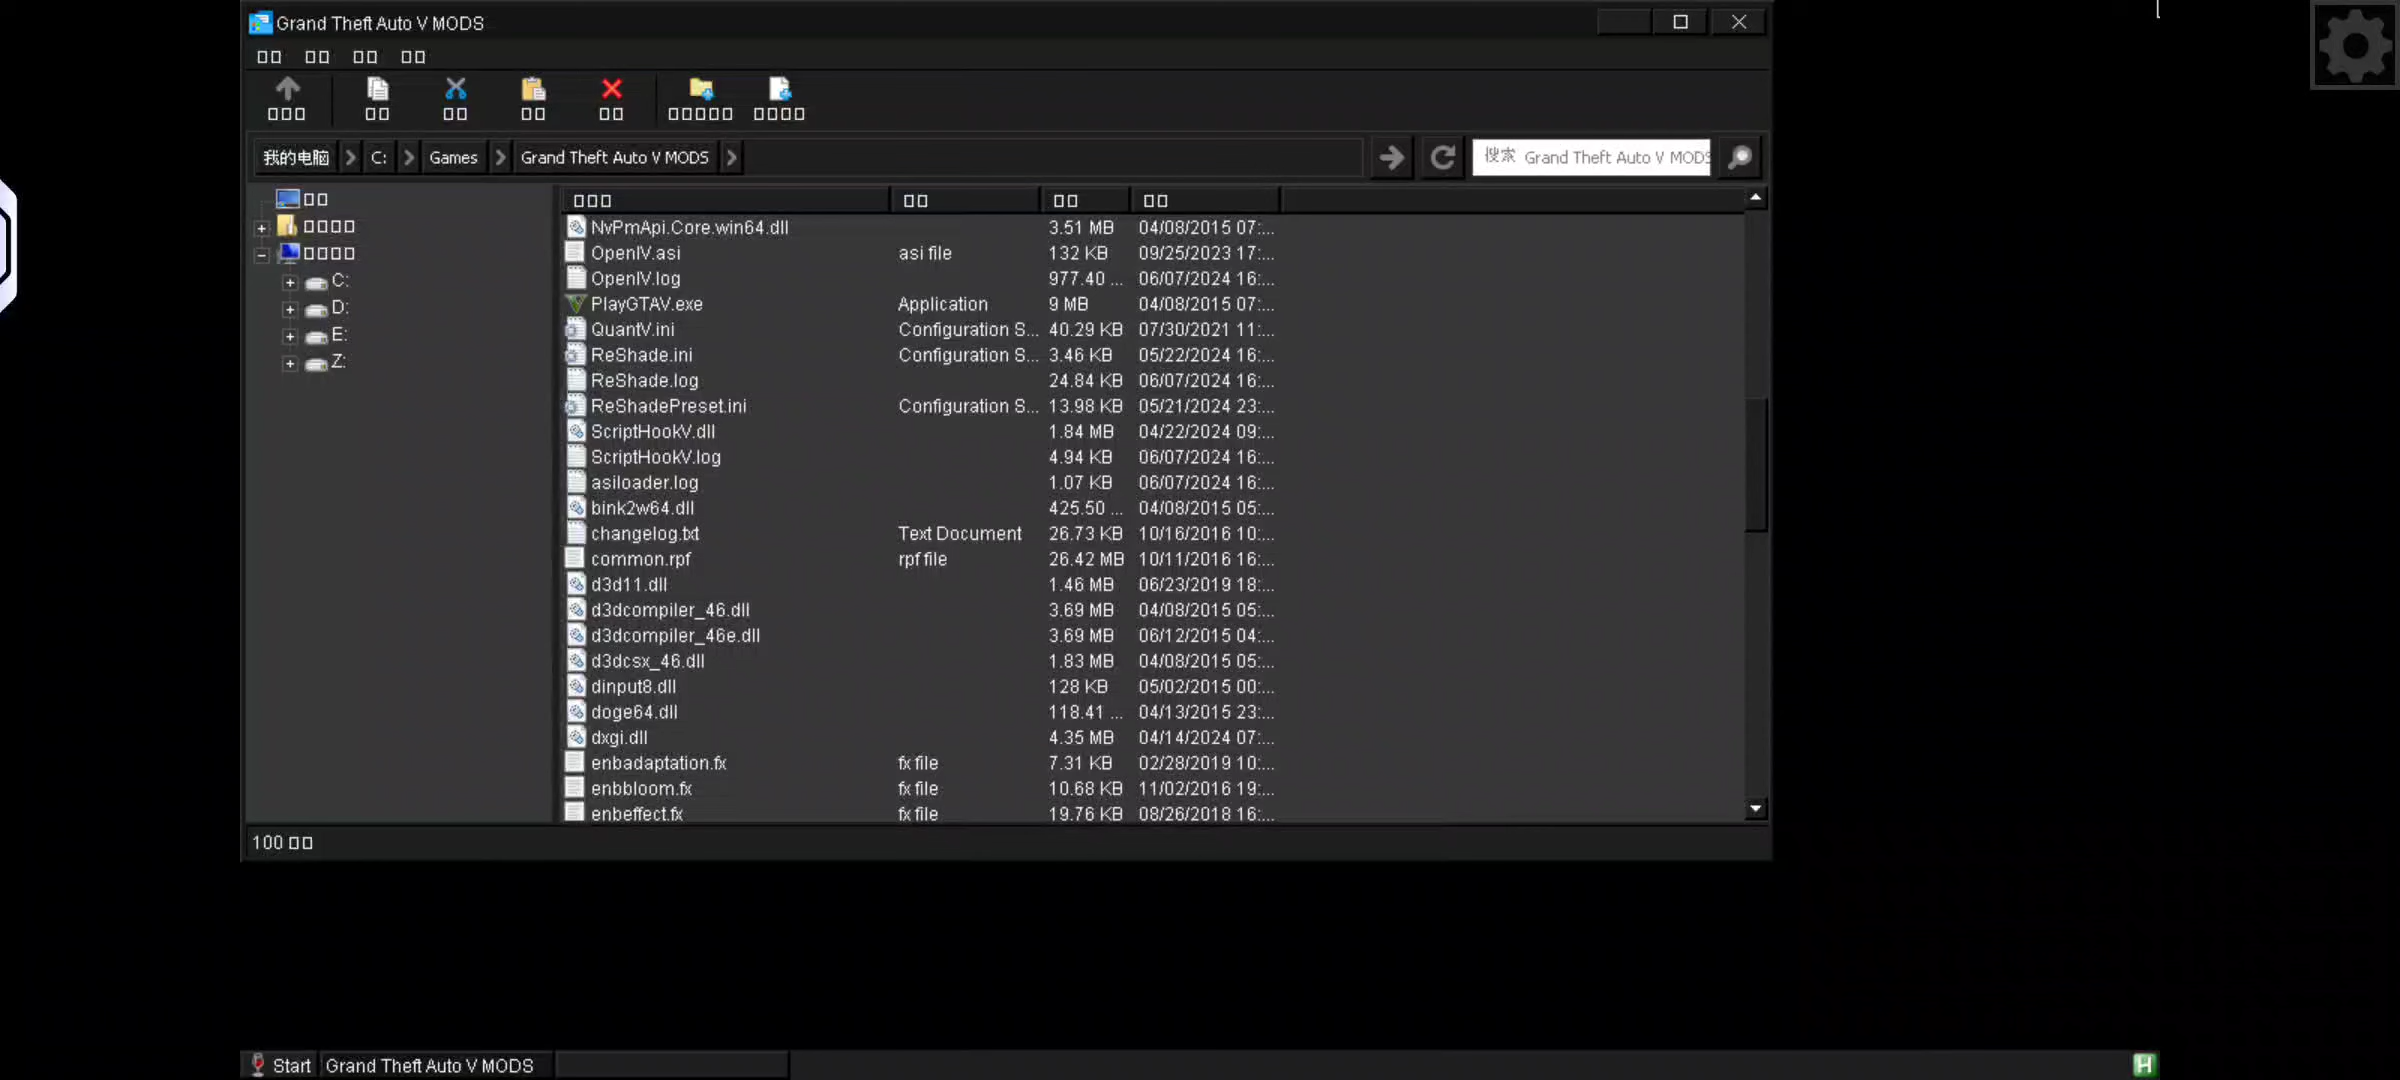 Grand Theft Auto V MODS
我的电脑 C: Games Grand Theft Auto V MODS 搜索 Grand Theft Auto V MODS
NvPmApi.Core.win64.dll 3.51 MB 04/08/2015 07:...
OpenIV.asi asi file 132 KB 09/25/2023 17:...
OpenIV.log 977.40 ... 06/07/2024 16:...
PlayGTAV.exe Application 9 MB 04/08/2015 07:...
QuantV.ini Configuration S... 40.29 KB 07/30/2021 11:...
ReShade.ini Configuration S... 3.46 KB 05/22/2024 16:...
ReShade.log 24.84 KB 06/07/2024 16:...
ReShadePreset.ini Configuration S... 13.98 KB 05/21/2024 23:...
ScriptHookV.dll 1.84 MB 04/22/2024 09:...
ScriptHookV.log 4.94 KB 06/07/2024 16:...
asiloader.log 1.07 KB 06/07/2024 16:...
bink2w64.dll 425.50 ... 04/08/2015 05:...
changelog.txt Text Document 26.73 KB 10/16/2016 10:...
common.rpf rpf file 26.42 MB 10/11/2016 16:...
d3d11.dll 1.46 MB 06/23/2019 18:...
d3dcompiler_46.dll 3.69 MB 04/08/2015 05:...
d3dcompiler_46e.dll 3.69 MB 06/12/2015 04:...
d3dcsx_46.dll 1.83 MB 04/08/2015 05:...
dinput8.dll 128 KB 05/02/2015 00:...
doge64.dll 118.41 ... 04/13/2015 23:...
dxgi.dll 4.35 MB 04/14/2024 07:...
enbadaptation.fx fx file 7.31 KB 02/28/2019 10:...
enbbloom.fx fx file 10.68 KB 11/02/2016 19:...
enbeffect.fx fx file 19.76 KB 08/26/2018 16:...
C:
D:
E:
Z:
100
Start Grand Theft Auto V MODS
H